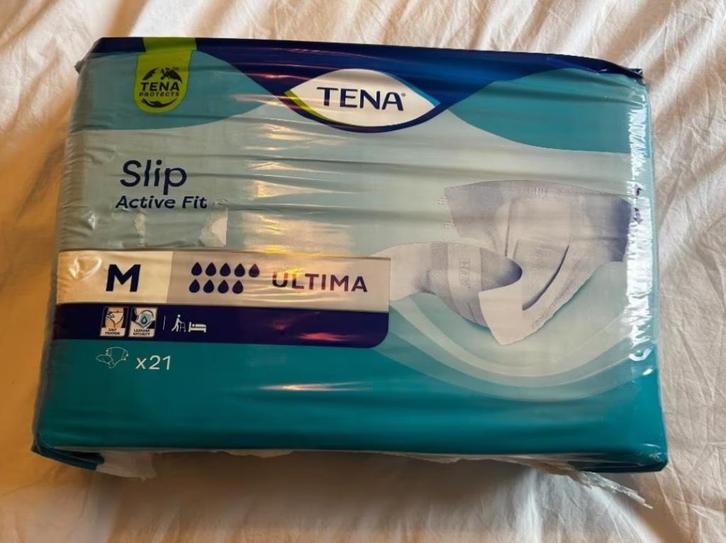 TENA
PROTECTS
TENA®
Slip
Active Fit
M
ULTIMA
x21